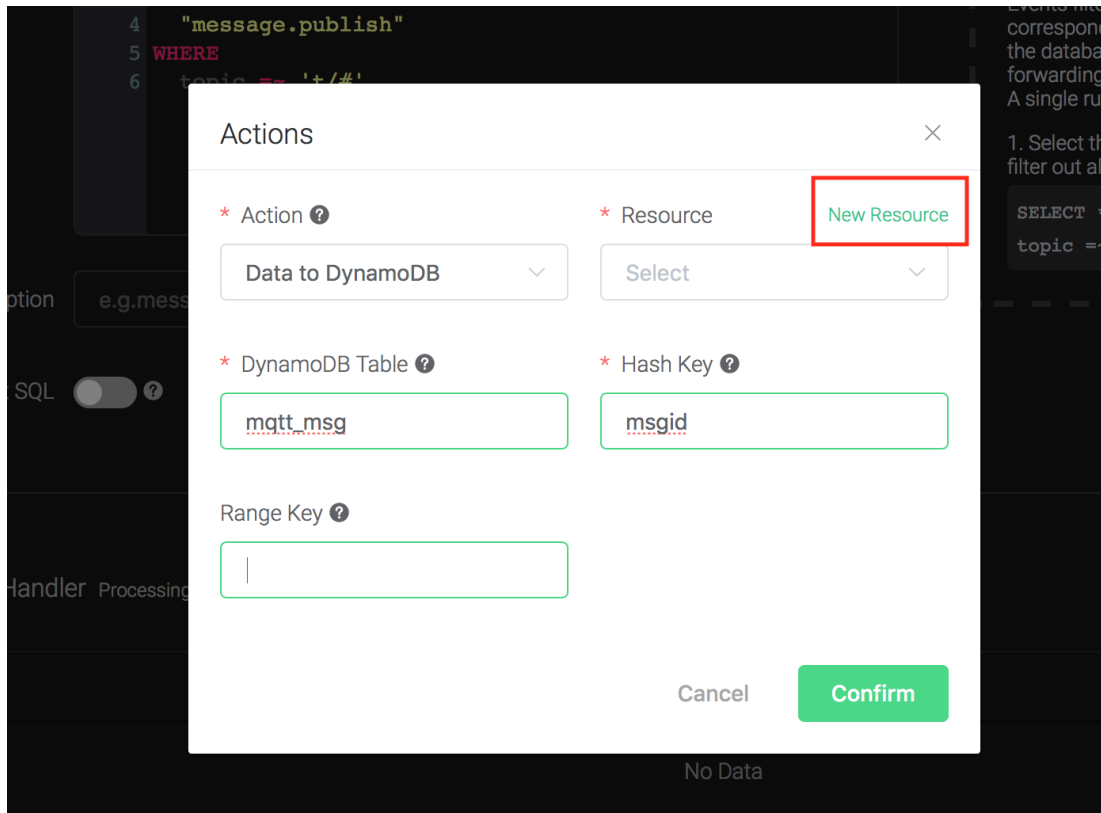 4 "message.publish"
5 WHERE
6 topic =~ 't/#'
correspond
the databa
forwarding
A single ru
1. Select th
filter out al
SELECT *
topic =~
ption e.g.mess
SQL
Handler Processing
No Data
Actions
* Action
* Resource New Resource
Data to DynamoDB
Select
* DynamoDB Table
* Hash Key
mqtt_msg
msgid
Range Key
Cancel
Confirm